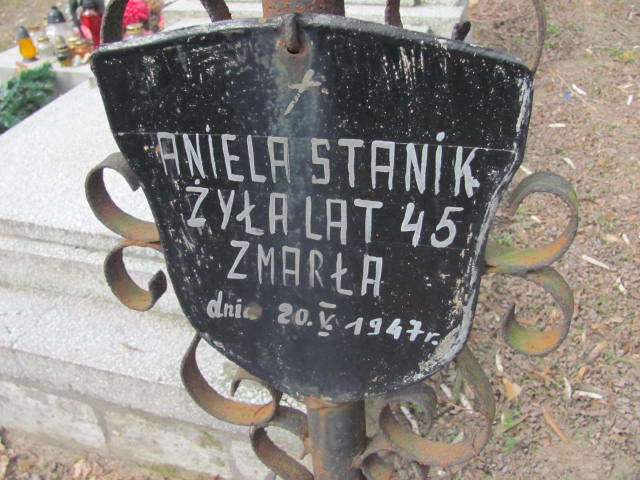 ANiELA STANiK
ŻYŁA LAT 45
ZMARŁA
dnia 20.V 1947 r.